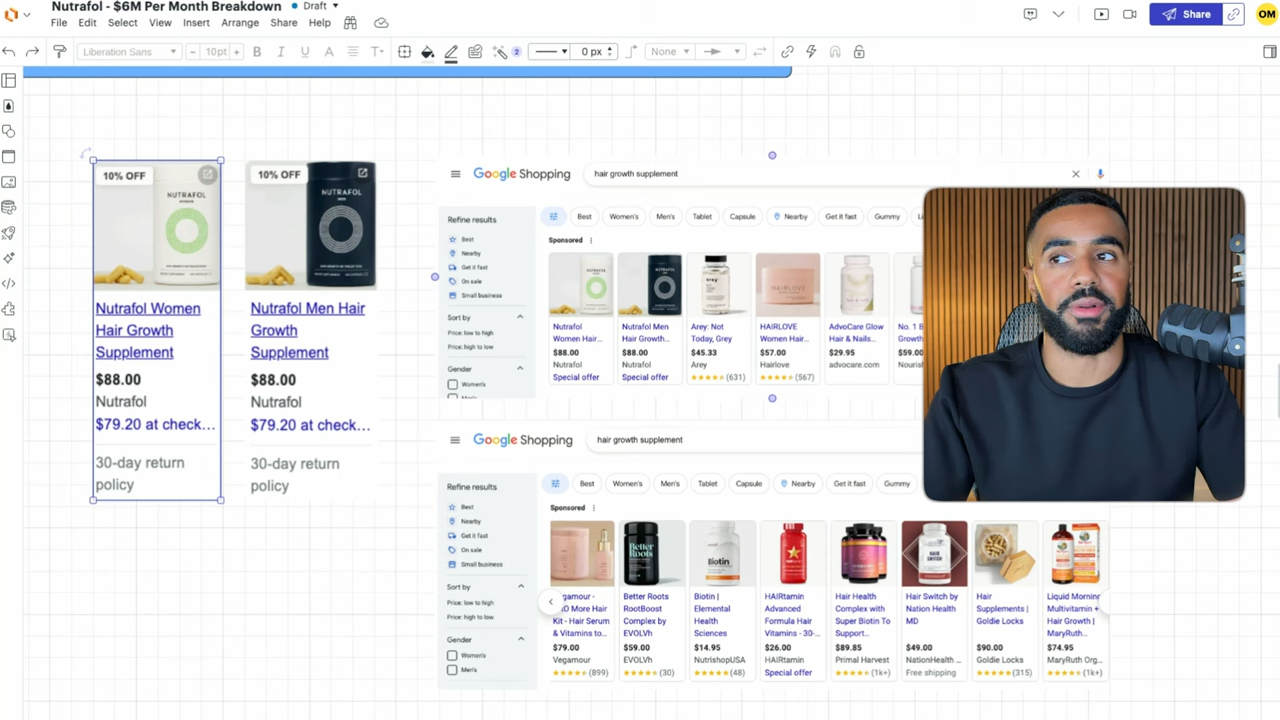 Nutrafol - $6M Per Month Breakdown
Draft
File Edit Select View Insert Arrange Share Help
Share
OM
Liberation Sans
10pt
B I U A T
2
0 px
None
10% OFF
NUTRAFOL
Nutrafol Women
Hair Growth
Supplement
$88.00
Nutrafol
$79.20 at check...
30-day return
policy
10% OFF
NUTRAFOL
Nutrafol Men Hair
Growth
Supplement
$88.00
Nutrafol
$79.20 at check...
30-day return
policy
Google Shopping
hair growth supplement
Refine results
Best
Nearby
Get it fast
On sale
Small business
Sort by
Price: low to high
Price: high to low
Gender
Women's
Best
Women's
Men's
Tablet
Capsule
Nearby
Get it fast
Gummy
Sponsored
Nutrafol
Women Hair...
$88.00
Nutrafol
Special offer
Nutrafol Men
Hair Growth...
$88.00
Nutrafol
Special offer
arey
Arey: Not
Today, Grey
$45.33
Arey
(631)
HAIRLOVE
HAIRLOVE
Women Hair...
$57.00
Hairlove
(567)
AdvoCare Glow
Hair & Nails...
$29.95
advocare.com
No. 1
$59.00
Google Shopping
hair growth supplement
Refine results
Best
Nearby
Get it fast
On sale
Small business
Sort by
Price: low to high
Price: high to low
Gender
Women's
Men's
Best
Women's
Men's
Tablet
Capsule
Nearby
Get it fast
Gummy
Sponsored
Kit - Hair Serum
& Vitamins to...
$79.00
Vegamour
(899)
Better
Roots
Better Roots
RootBoost
Complex by
EVOLVh
$59.00
EVOLVh
(30)
Biotin
Biotin |
Elemental
Health
Sciences
$14.95
NutrishopUSA
(48)
HAIRtamin
Advanced
Formula Hair
Vitamins - 30-...
$26.00
HAIRtamin
Special offer
Hair Health
Complex with
Super Biotin To
Support...
$89.85
Primal Harvest
(1k+)
HAIR
SWITCH
Hair Switch by
Nation Health
MD
$49.00
NationHealth ...
Free shipping
Hair
Supplements |
Goldie Locks
$90.00
Goldie Locks
(315)
Liquid Morning
Multivitamin +
Hair Growth |
MaryRuth...
$74.95
MaryRuth Org...
(1k+)